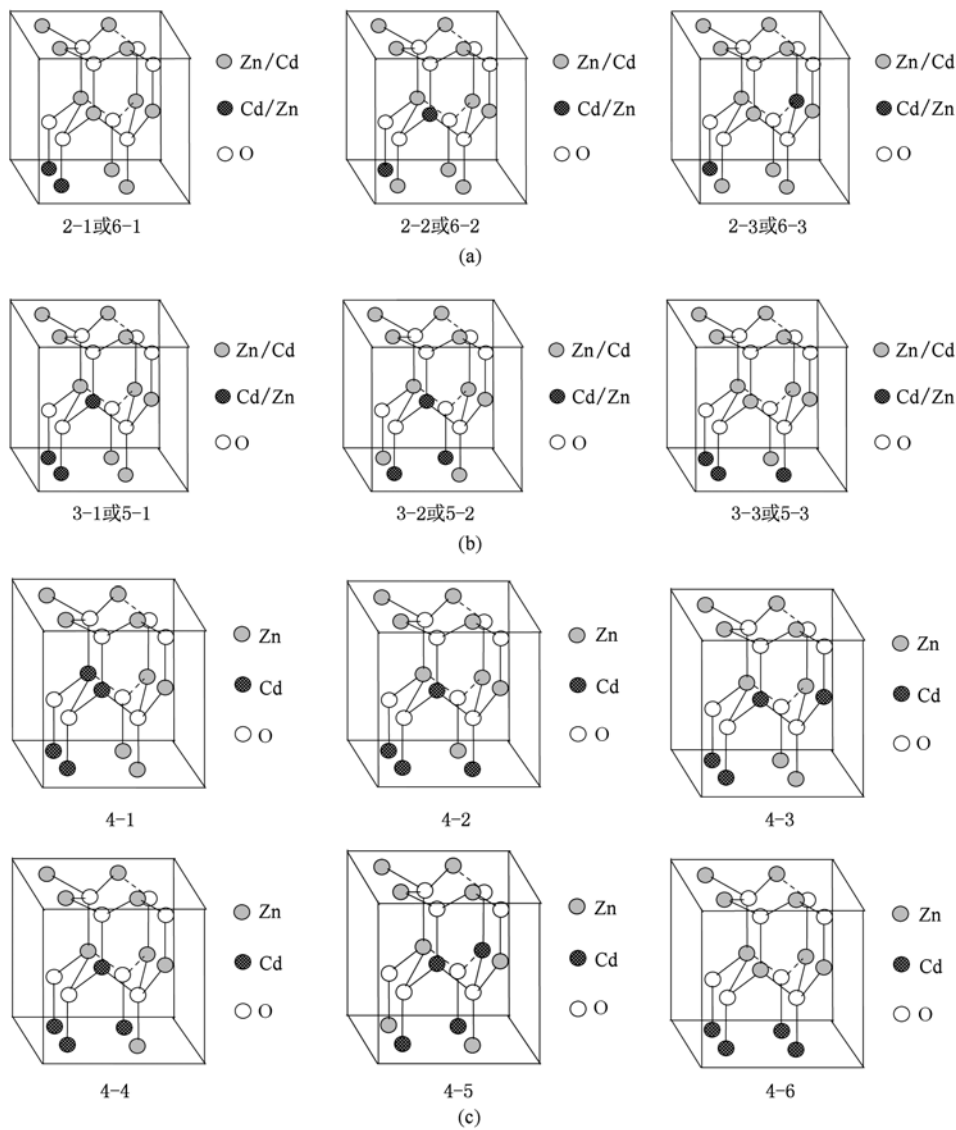 Zn/Cd Zn/Cd Zn/Cd
Cd/Zn Cd/Zn Cd/Zn
O O O
2-1或6-1 2-2或6-2 2-3或6-3
(a)
Zn/Cd Zn/Cd Zn/Cd
Cd/Zn Cd/Zn Cd/Zn
O O O
3-1或5-1 3-2或5-2 3-3或5-3
(b)
Zn Zn Zn
Cd Cd Cd
O O O
4-1 4-2 4-3
Zn Zn Zn
Cd Cd Cd
O O O
4-4 4-5 4-6
(c)